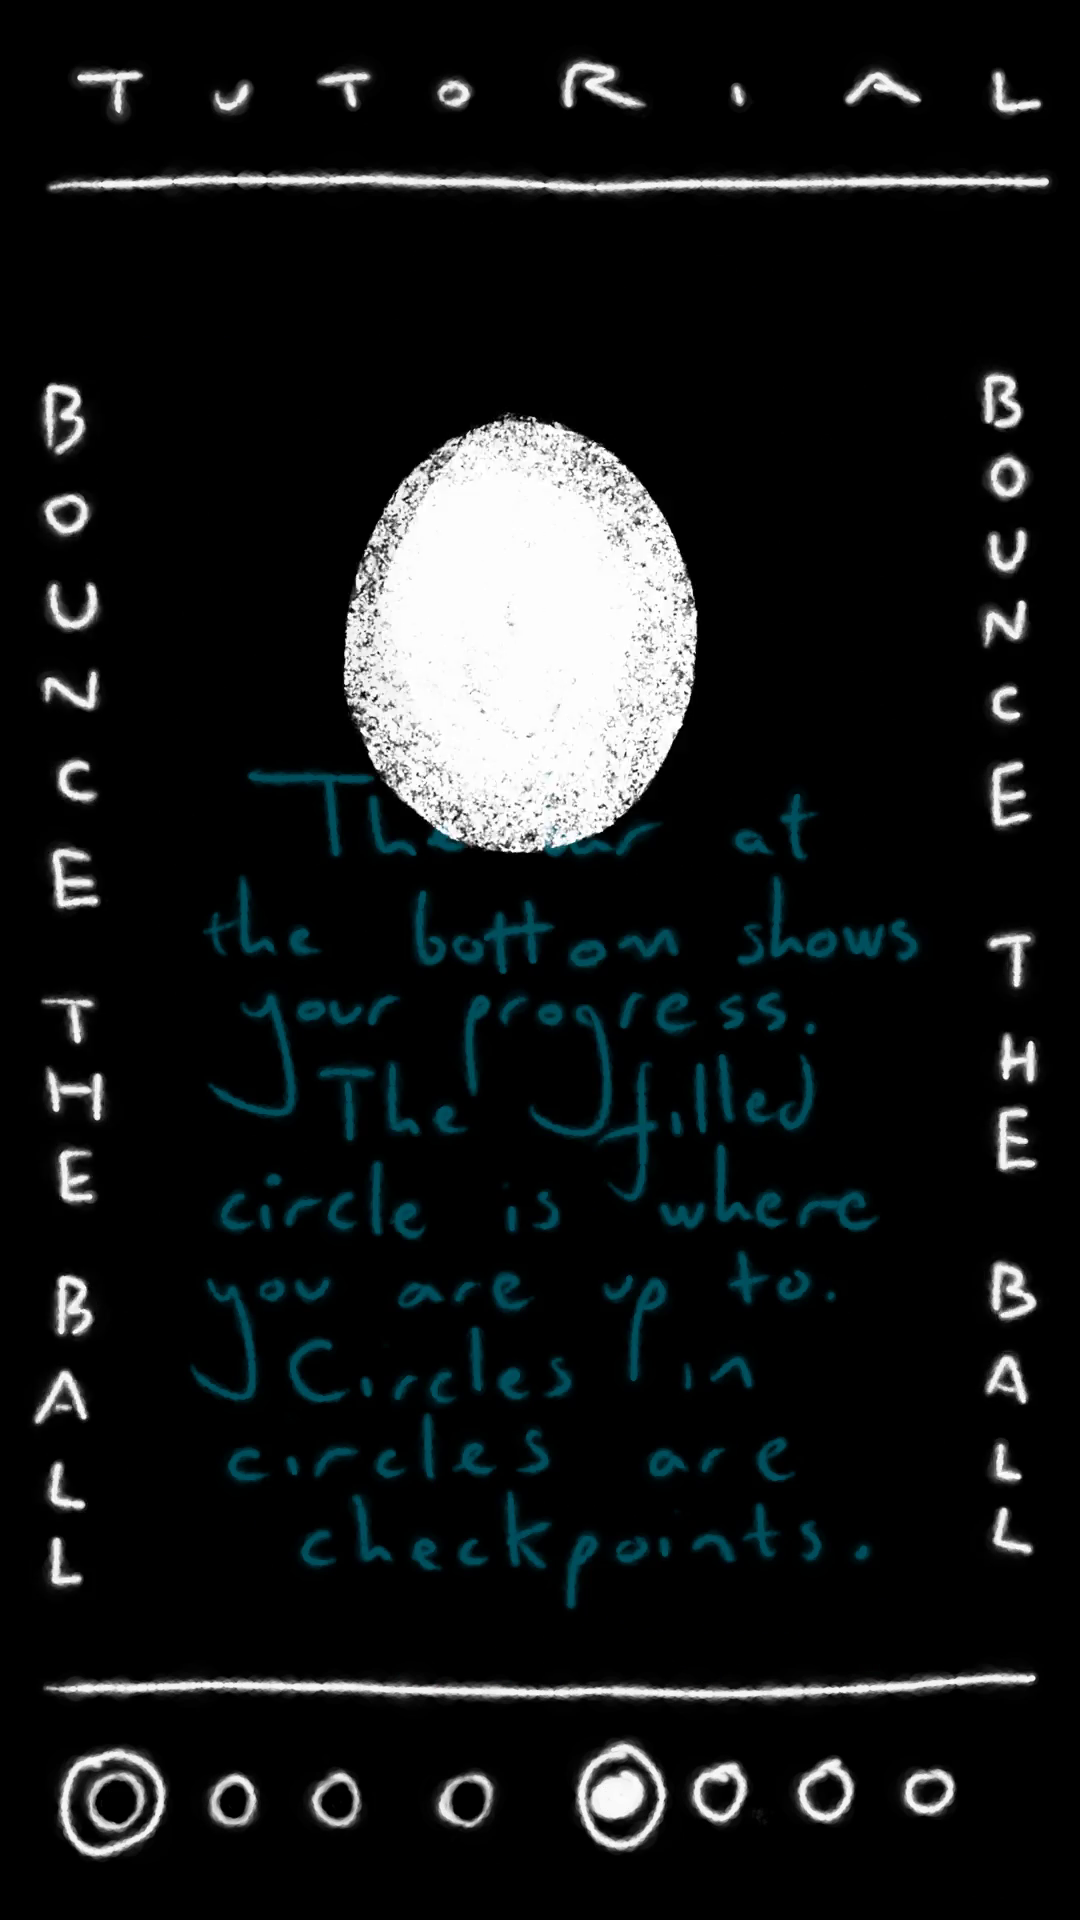 TUTORIAL
BOUNCE THE BALL
BOUNCE THE BALL
The bar at
the bottom shows
your progress.
The filled
circle is where
you are up to.
Circles in
circles are
checkpoints.